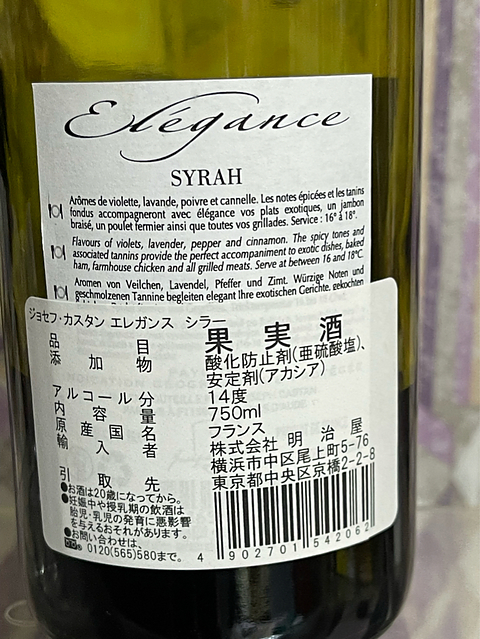 Elégance
SYRAH
Arômes de violette, lavande, poivre et cannelle. Les notes épicées et les tanins
fondus accompagneront avec élégance vos plats exotiques, un jambon
braisé, un poulet fermier ainsi que toutes vos grillades. Service : 16° à 18°.
Flavours of violets, lavender, pepper and cinnamon. The spicy tones and
associated tannins provide the perfect accompaniment to exotic dishes, baked
ham, farmhouse chicken and all grilled meats. Serve at between 16 and 18°C.
Aromen von Veilchen, Lavendel, Pfeffer und Zimt. Würzige Noten und
geschmolzenen Tannine begleiten elegant Ihre exotischen Gerichte, gekochten
ジョセフ・カスタン エレガンス シラー
品目 果実酒
添加物 酸化防止剤(亜硫酸塩)、
安定剤(アカシア)
アルコール分 14度
内容量 750ml
原産国名 フランス
輸入者 株式会社 明治屋
横浜市中区尾上町5-76
引取先 東京都中央区京橋2-2-8
●お酒は20歳になってから。
●妊娠中や授乳期の飲酒は
胎児・乳児の発育に悪影響
を与えるおそれがあります。
●お問い合わせは、
0120(565)580まで。
4 902701 542062